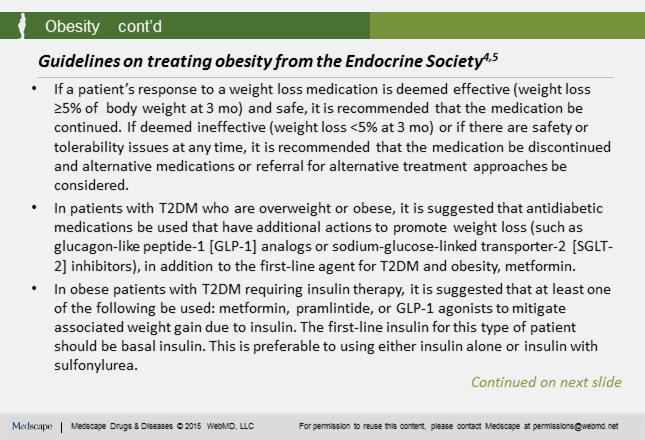 Obesity cont’d
Guidelines on treating obesity from the Endocrine Society4,5
• If a patient’s response to a weight loss medication is deemed effective (weight loss
≥5% of body weight at 3 mo) and safe, it is recommended that the medication be
continued. If deemed ineffective (weight loss <5% at 3 mo) or if there are safety or
tolerability issues at any time, it is recommended that the medication be discontinued
and alternative medications or referral for alternative treatment approaches be
considered.
• In patients with T2DM who are overweight or obese, it is suggested that antidiabetic
medications be used that have additional actions to promote weight loss (such as
glucagon-like peptide-1 [GLP-1] analogs or sodium-glucose-linked transporter-2 [SGLT-
2] inhibitors), in addition to the first-line agent for T2DM and obesity, metformin.
• In obese patients with T2DM requiring insulin therapy, it is suggested that at least one
of the following be used: metformin, pramlintide, or GLP-1 agonists to mitigate
associated weight gain due to insulin. The first-line insulin for this type of patient
should be basal insulin. This is preferable to using either insulin alone or insulin with
sulfonylurea.
Continued on next slide
Medscape | Medscape Drugs & Diseases © 2015 WebMD, LLC For permission to reuse this content, please contact Medscape at permissions@webmd.net